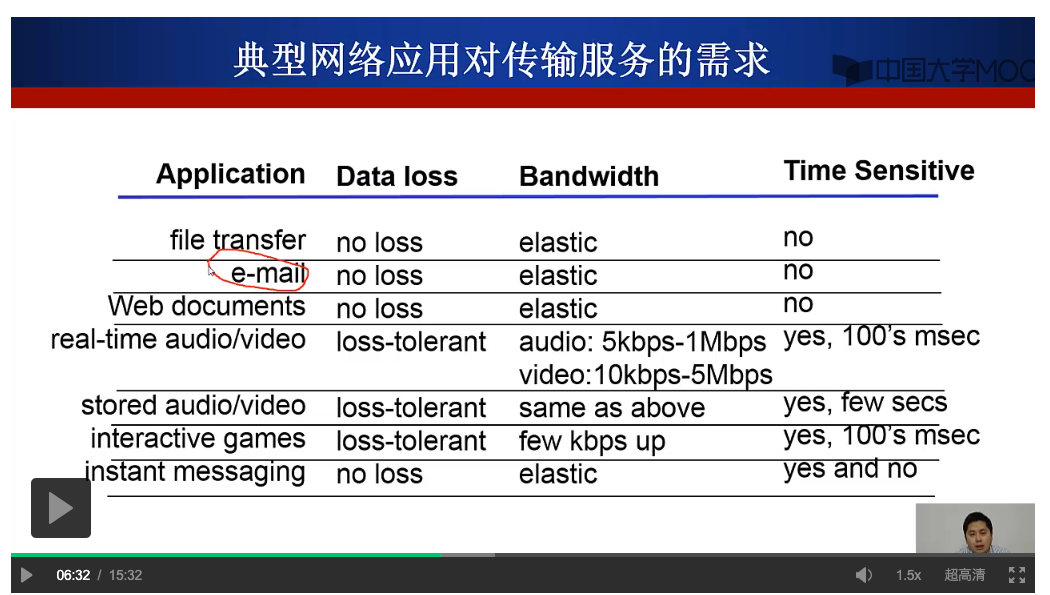 典型网络应用对传输服务的需求
中国大学MOO
Application Data loss Bandwidth Time Sensitive
file transfer no loss elastic no
e-mail no loss elastic no
Web documents no loss elastic no
real-time audio/video loss-tolerant audio: 5kbps-1Mbps yes, 100's msec
video:10kbps-5Mbps
stored audio/video loss-tolerant same as above yes, few secs
interactive games loss-tolerant few kbps up yes, 100's msec
instant messaging no loss elastic yes and no
06:32 / 15:32 1.5x 超高清